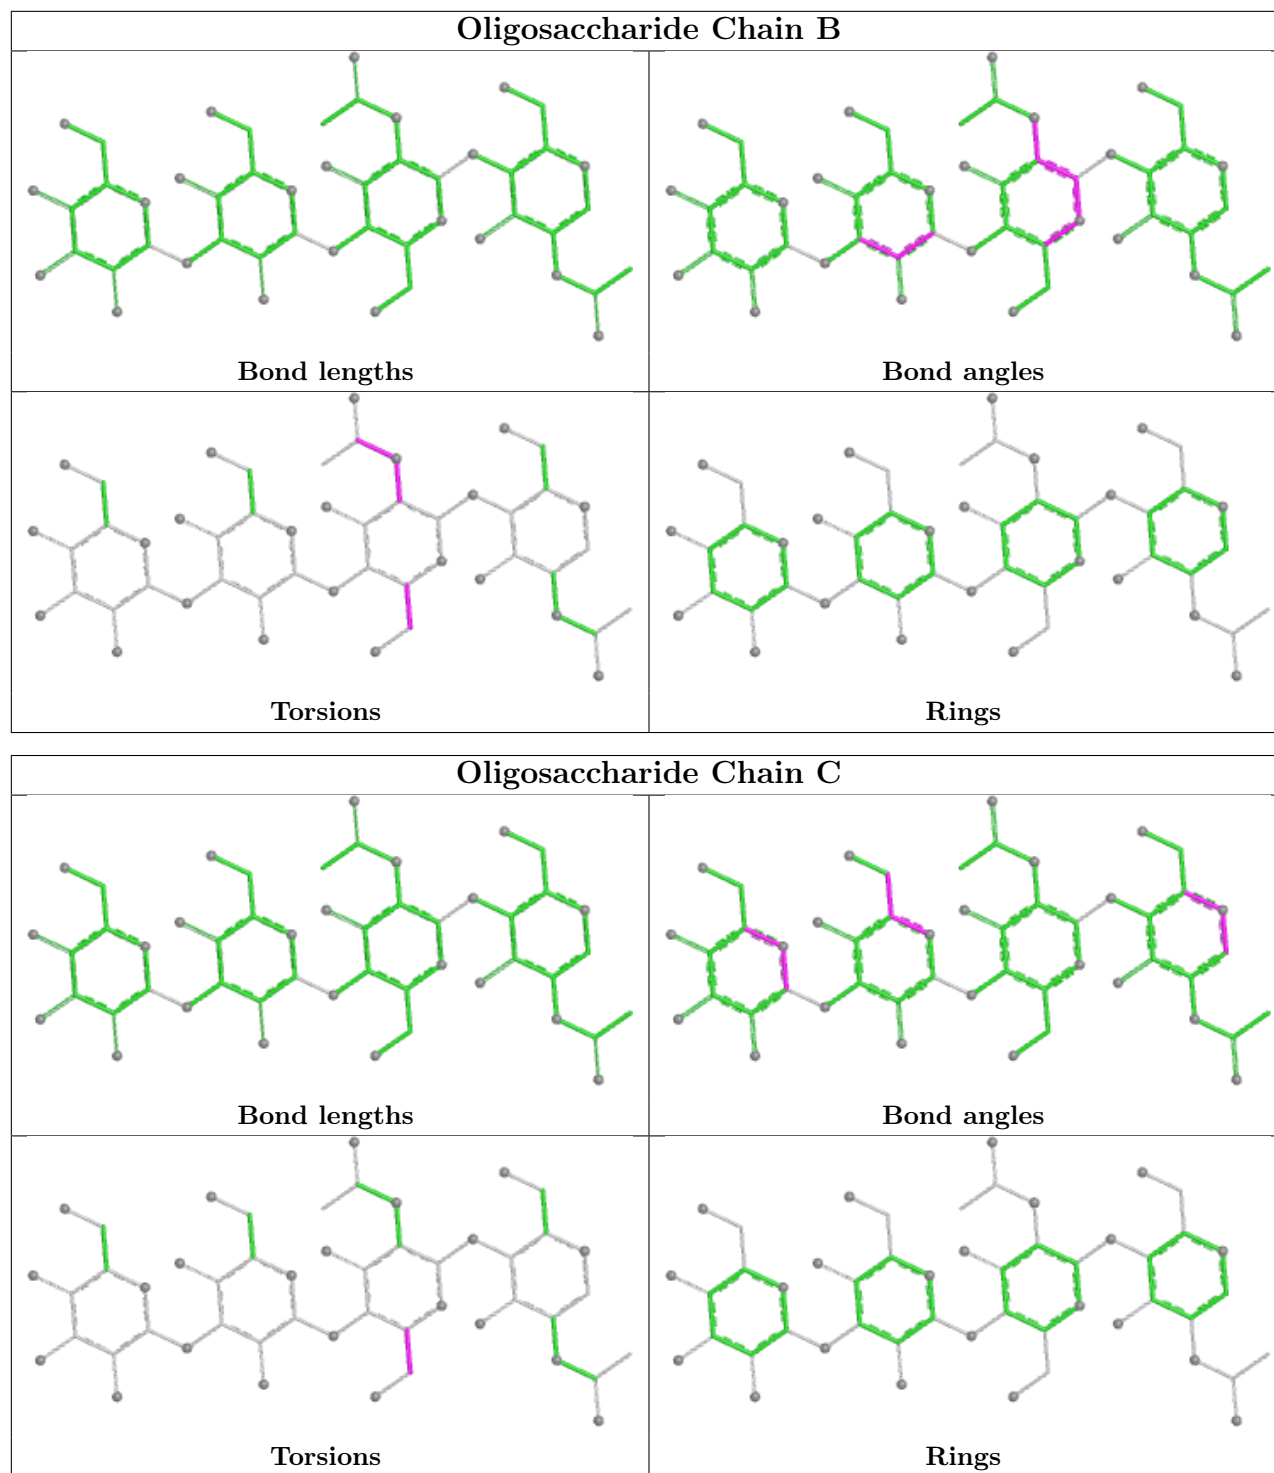 Oligosaccharide Chain B
Bond lengths
Bond angles
Torsions
Rings
Oligosaccharide Chain C
Bond lengths
Bond angles
Torsions
Rings